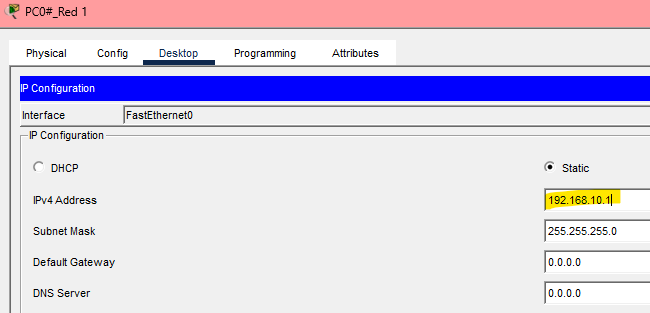 PC0#_Red 1
Physical Config Desktop Programming Attributes
IP Configuration
Interface FastEthernet0
IP Configuration
DHCP Static
IPv4 Address 192.168.10.1
Subnet Mask 255.255.255.0
Default Gateway 0.0.0.0
DNS Server 0.0.0.0